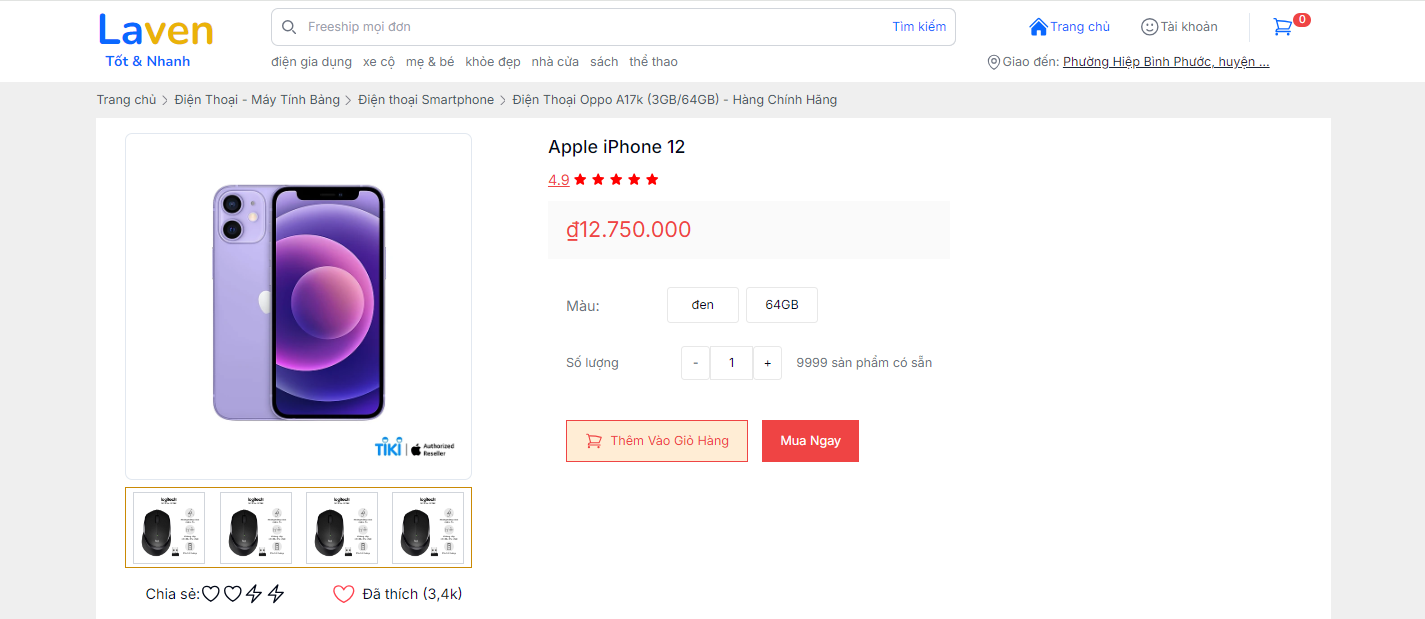 Laven
Tốt & Nhanh
Freeship mọi đơn
Tìm kiếm
điện gia dụng xe cộ mẹ & bé khỏe đẹp nhà cửa sách thể thao
Trang chủ
Tài khoản
0
Giao đến: Phường Hiệp Bình Phước, huyện ...
Trang chủ > Điện Thoại - Máy Tính Bảng > Điện thoại Smartphone > Điện Thoại Oppo A17k (3GB/64GB) - Hàng Chính Hãng
TIKI | Authorized
Reseller
logitech
logitech
logitech
logitech
Chia sẻ:
Đã thích (3,4k)
Apple iPhone 12
4.9
₫12.750.000
Màu:
đen
64GB
Số lượng
- 1 +
9999 sản phẩm có sẵn
Thêm Vào Giỏ Hàng
Mua Ngay